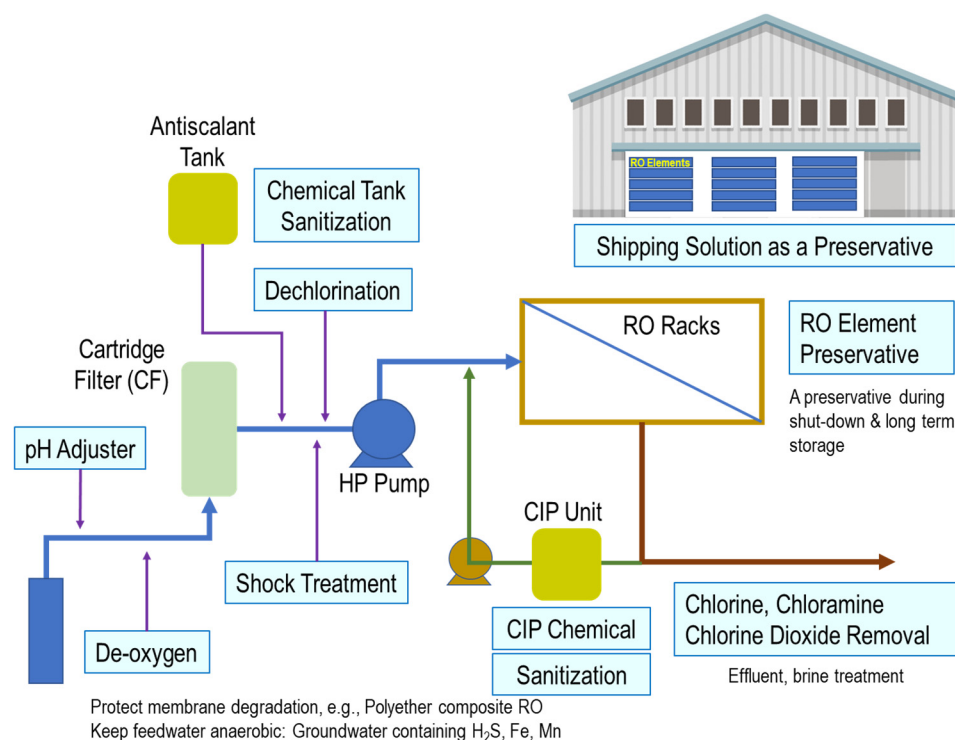 Antiscalant
Tank
Chemical Tank
Sanitization
RO Elements
Shipping Solution as a Preservative
Dechlorination
Cartridge
Filter (CF)
RO Racks
RO Element
Preservative
A preservative during
shut-down & long term
storage
pH Adjuster
HP Pump
CIP Unit
Shock Treatment
De-oxygen
CIP Chemical
Sanitization
Chlorine, Chloramine
Chlorine Dioxide Removal
Effluent, brine treatment
Protect membrane degradation, e.g., Polyether composite RO
Keep feedwater anaerobic: Groundwater containing H₂S, Fe, Mn